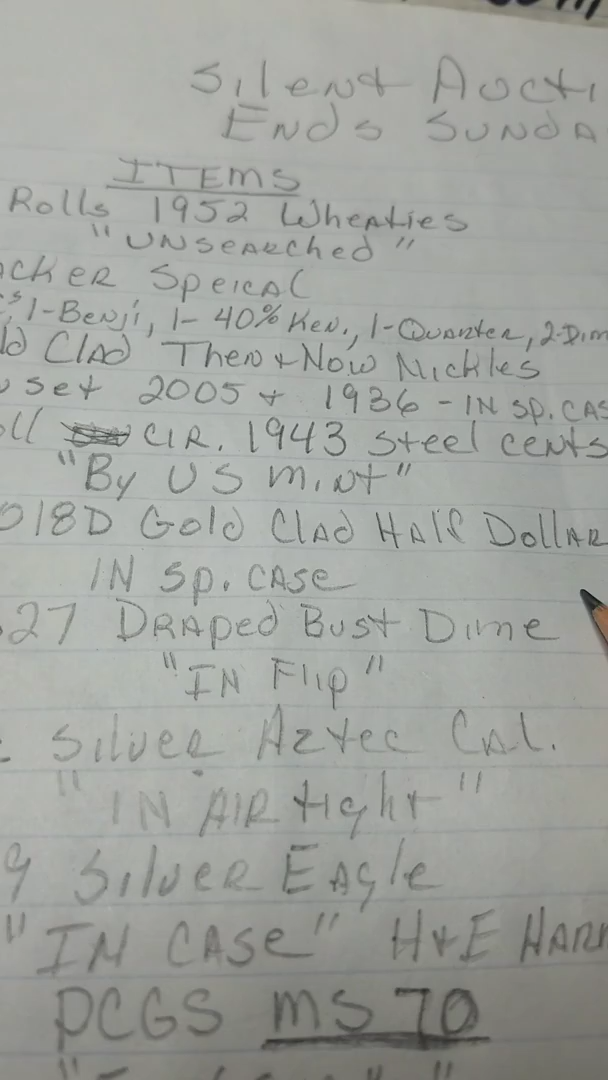 Silent Aucti
Ends Sunda
ITEMS
Rolls 1952 Wheaties
"UNSEARched"
ckER SpeicAl
1-Benji, 1- 40% Ken., 1-Quarter, 2-Dim
ld Clad Then + Now Nickles
set 2005 + 1936 - IN SP. CAS
oll CIR. 1943 Steel cents
"By US Mint"
018D Gold Clad Half Dollar
IN Sp. CASE
27 Draped Bust Dime
"IN Flip"
Silver Aztec Cal.
"IN AIR tight"
9 Silver Eagle
"IN CASE" H+E HARR
PCGS MS 70